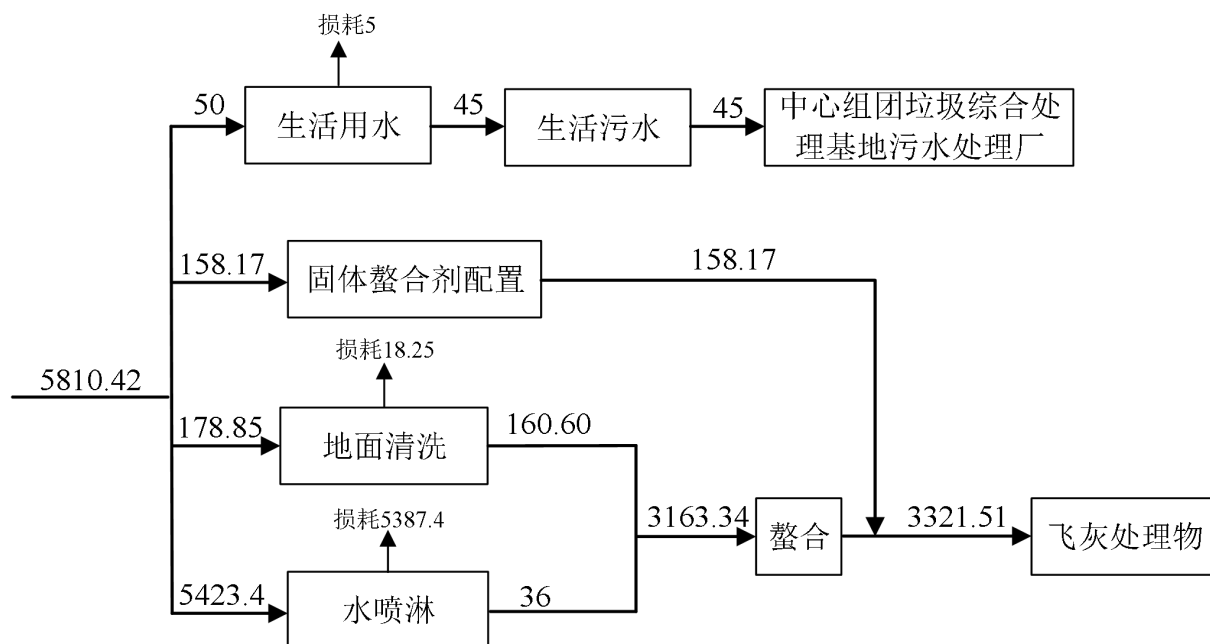 损耗5
50
生活用水
45
生活污水
45
中心组团垃圾综合处
理基地污水处理厂
158.17
固体螯合剂配置
158.17
损耗18.25
5810.42
178.85
地面清洗
160.60
损耗5387.4
3163.34
螯合
3321.51
飞灰处理物
5423.4
水喷淋
36